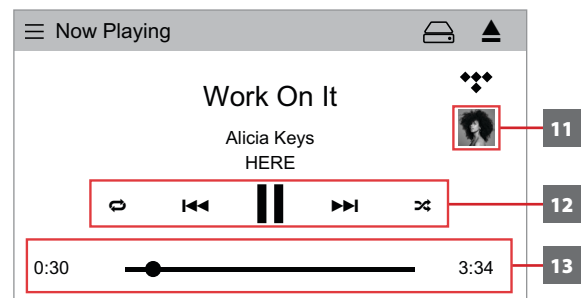 Now Playing
Work On It
Alicia Keys
HERE
11
12
0:30
3:34
13